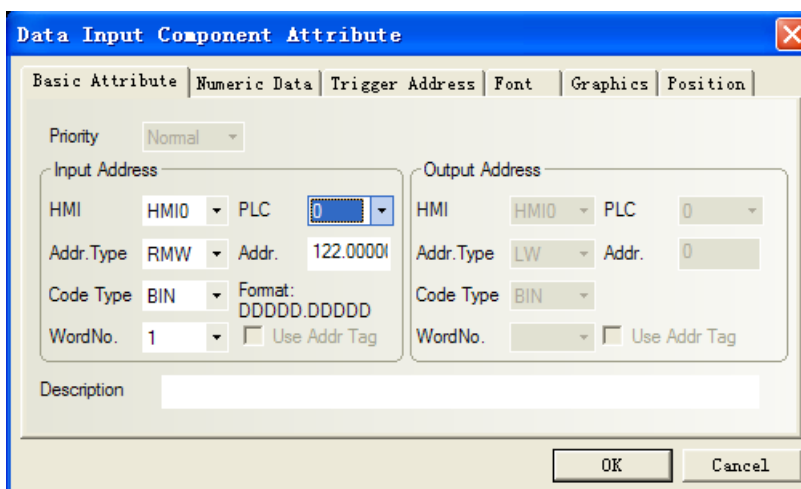 Data Input Component Attribute
Basic Attribute Numeric Data Trigger Address Font Graphics Position
Priority Normal
Input Address
HMI HMI0 PLC 0
Addr.Type RMW Addr. 122.0000(
Code Type BIN Format: DDDDD.DDDDD
WordNo. 1 Use Addr Tag
Output Address
HMI HMI0 PLC 0
Addr.Type LW Addr. 0
Code Type BIN
WordNo. Use Addr Tag
Description
OK Cancel